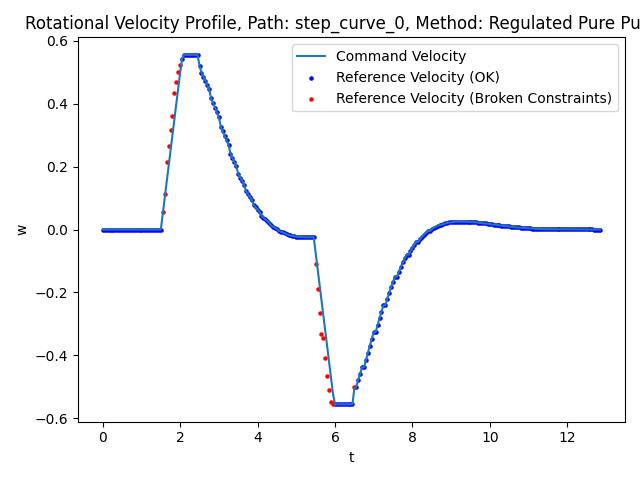 Rotational Velocity Profile, Path: step_curve_0, Method: Regulated Pure Pu
Command Velocity
Reference Velocity (OK)
Reference Velocity (Broken Constraints)
0.6
0.4
0.2
0.0
−0.2
−0.4
−0.6
w
0 2 4 6 8 10 12
t